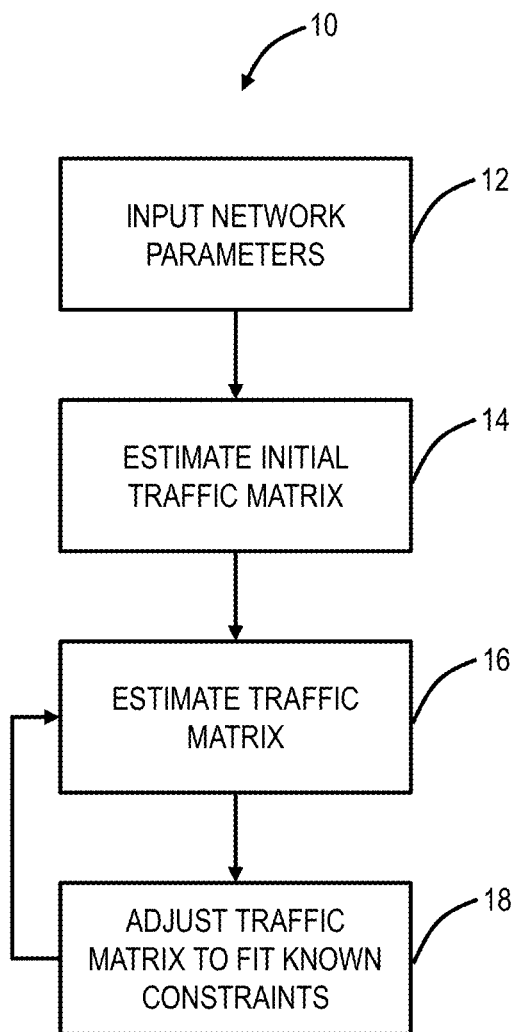 10
INPUT NETWORK
PARAMETERS
12
ESTIMATE INITIAL
TRAFFIC MATRIX
14
ESTIMATE TRAFFIC
MATRIX
16
ADJUST TRAFFIC
MATRIX TO FIT KNOWN
CONSTRAINTS
18